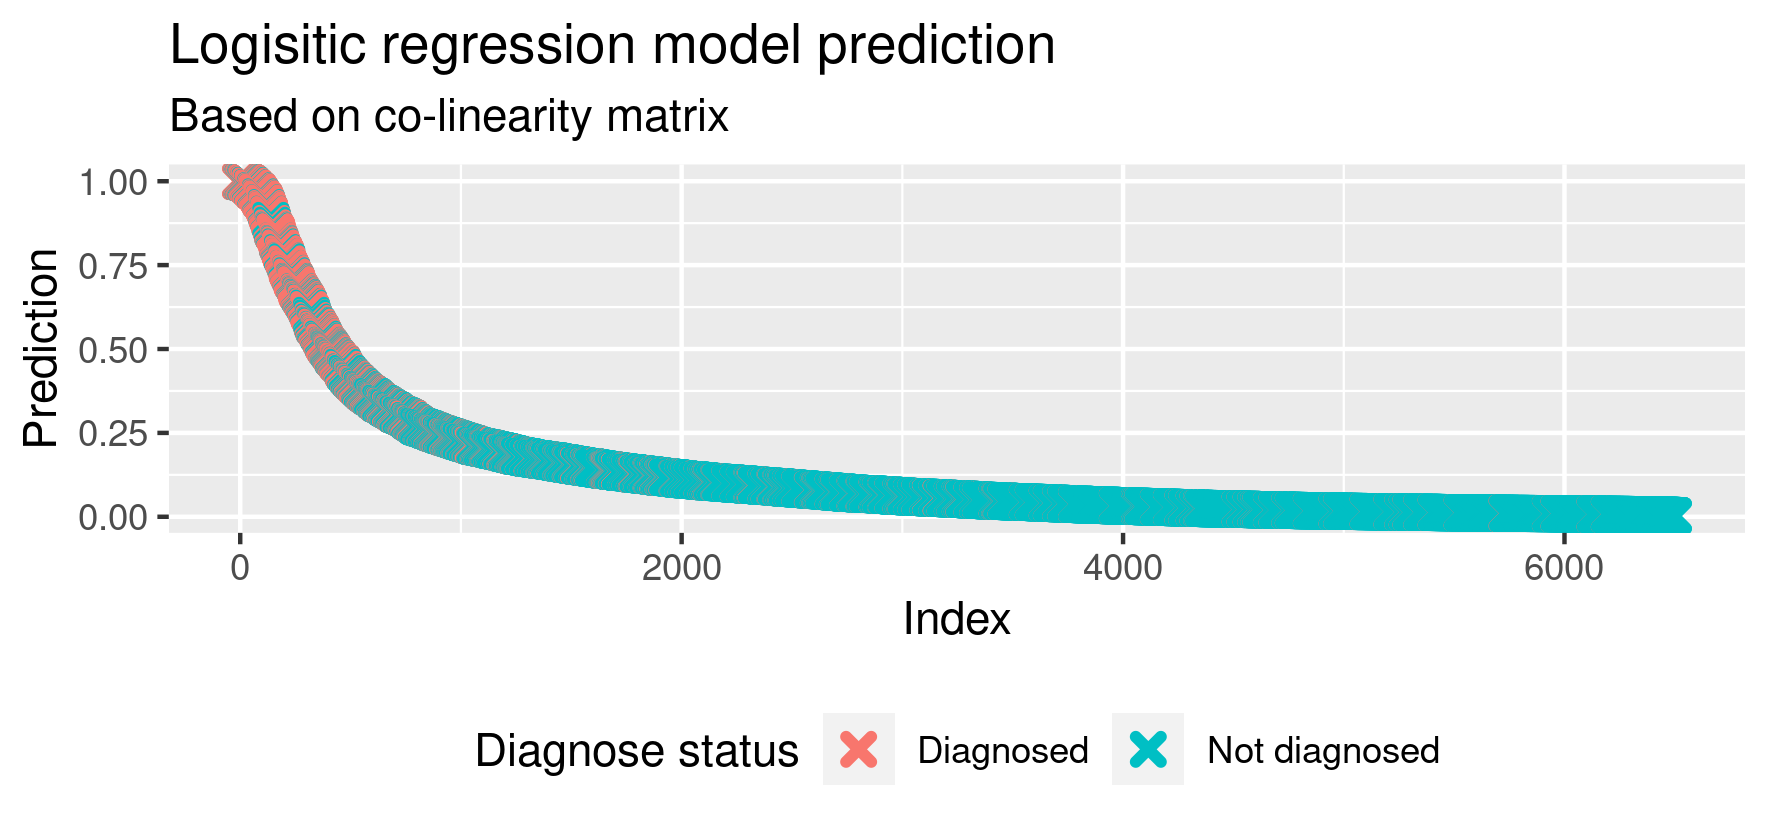 Logisitic regression model prediction
Based on co-linearity matrix
Prediction
1.00
0.75
0.50
0.25
0.00
0 2000 4000 6000
Index
Diagnose status Diagnosed Not diagnosed